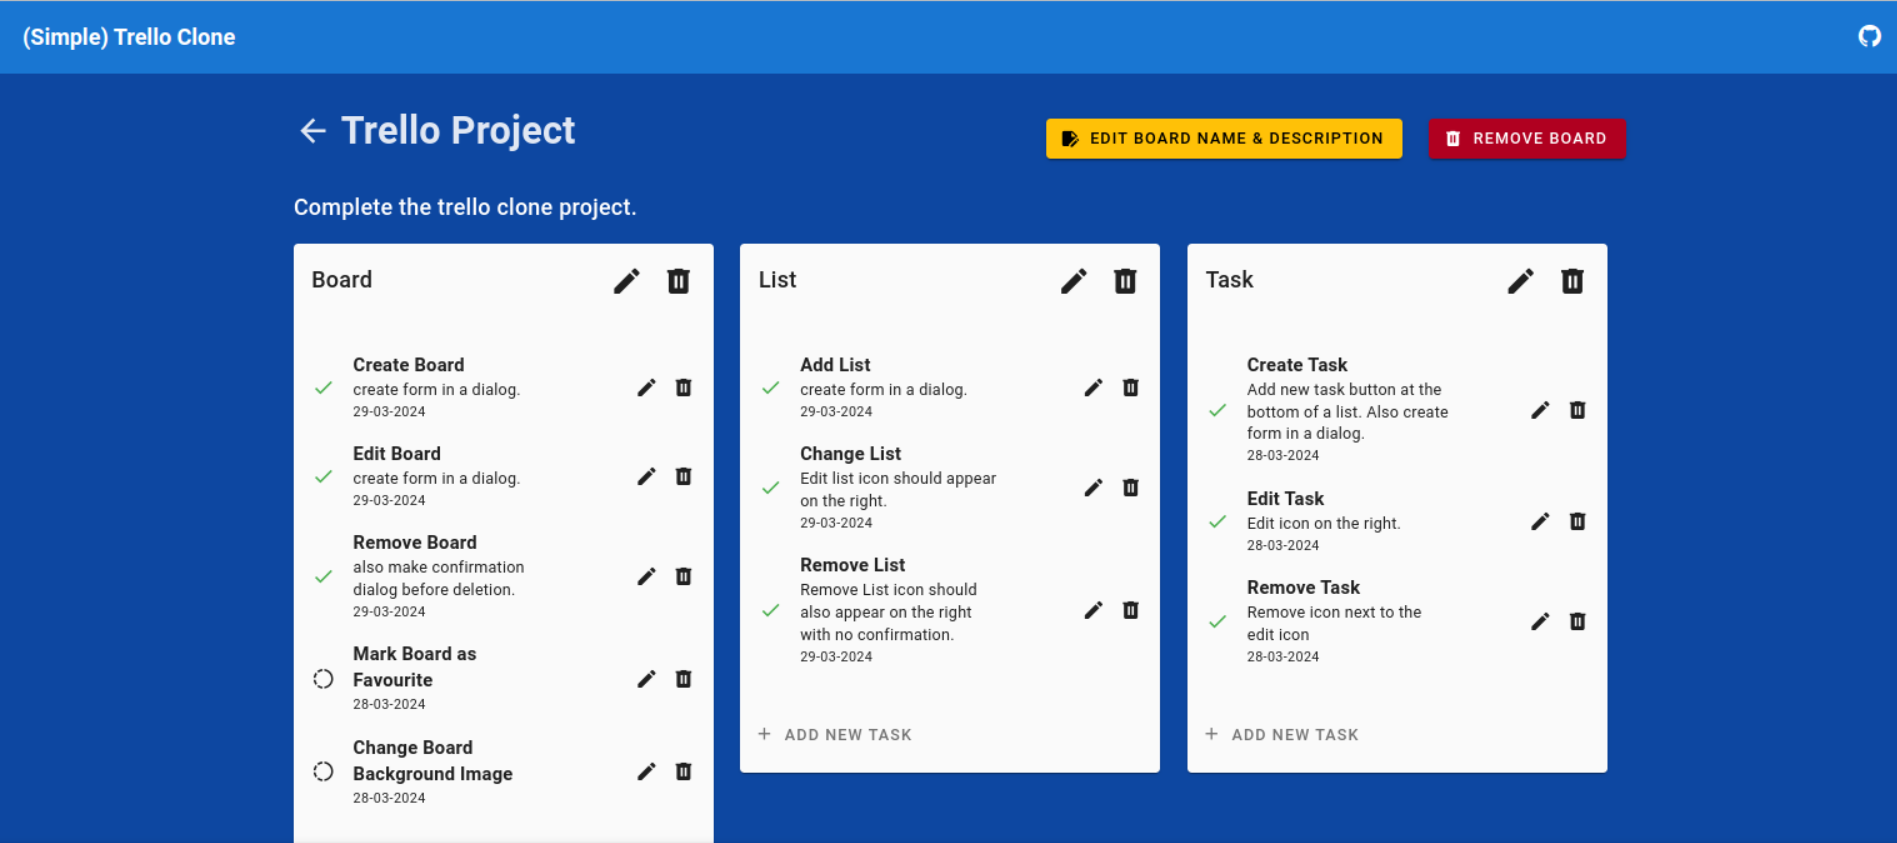 (Simple) Trello Clone
Trello Project
EDIT BOARD NAME & DESCRIPTION
REMOVE BOARD
Complete the trello clone project.
Board
Create Board
create form in a dialog.
29-03-2024
Edit Board
create form in a dialog.
29-03-2024
Remove Board
also make confirmation
dialog before deletion.
29-03-2024
Mark Board as
Favourite
28-03-2024
Change Board
Background Image
28-03-2024
List
Add List
create form in a dialog.
29-03-2024
Change List
Edit list icon should appear
on the right.
29-03-2024
Remove List
Remove List icon should
also appear on the right
with no confirmation.
29-03-2024
ADD NEW TASK
Task
Create Task
Add new task button at the
bottom of a list. Also create
form in a dialog.
28-03-2024
Edit Task
Edit icon on the right.
28-03-2024
Remove Task
Remove icon next to the
edit icon
28-03-2024
ADD NEW TASK